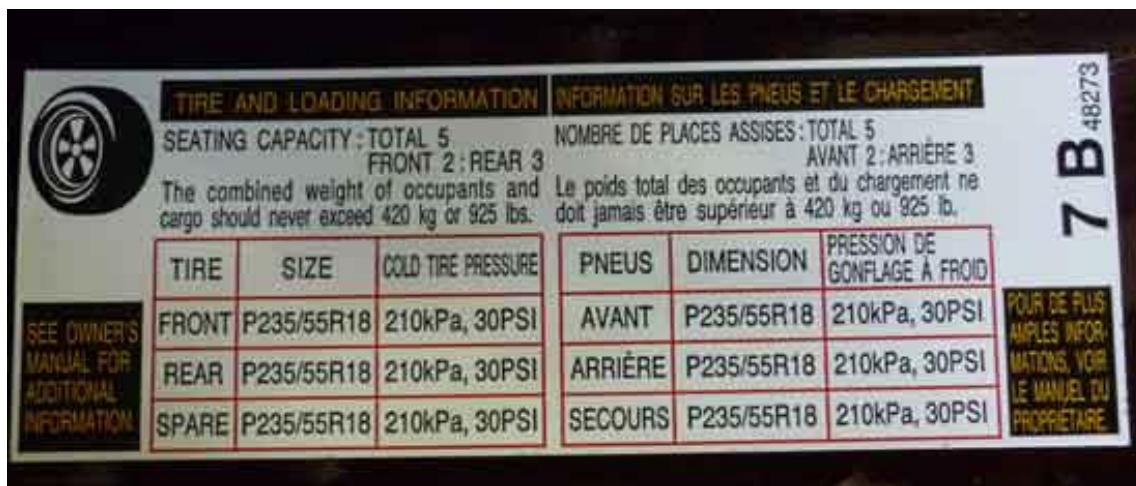 TIRE AND LOADING INFORMATION
SEATING CAPACITY : TOTAL 5
FRONT 2 : REAR 3
The combined weight of occupants and
cargo should never exceed 420 kg or 925 lbs.
TIRE SIZE COLD TIRE PRESSURE
FRONT P235/55R18 210kPa, 30PSI
REAR P235/55R18 210kPa, 30PSI
SPARE P235/55R18 210kPa, 30PSI
SEE OWNER'S
MANUAL FOR
ADDITIONAL
INFORMATION.
INFORMATION SUR LES PNEUS ET LE CHARGEMENT
NOMBRE DE PLACES ASSISES : TOTAL 5
AVANT 2 : ARRIÈRE 3
Le poids total des occupants et du chargement ne
doit jamais être supérieur à 420 kg ou 925 lb.
PNEUS DIMENSION PRESSION DE
GONFLAGE À FROID
AVANT P235/55R18 210kPa, 30PSI
ARRIÈRE P235/55R18 210kPa, 30PSI
SECOURS P235/55R18 210kPa, 30PSI
POUR DE PLUS
AMPLES INFOR-
MATIONS, VOIR
LE MANUEL DU
PROPRIÉTAIRE.
7 B 48273